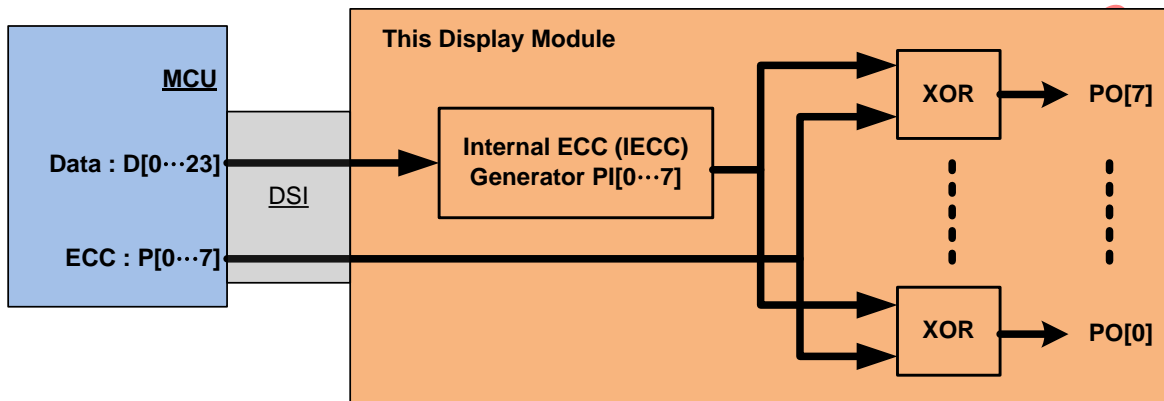 This Display Module
MCU
XOR
PO[7]
Data : D[0⋯23]
Internal ECC (IECC)
Generator PI[0⋯7]
DSI
ECC : P[0⋯7]
XOR
PO[0]